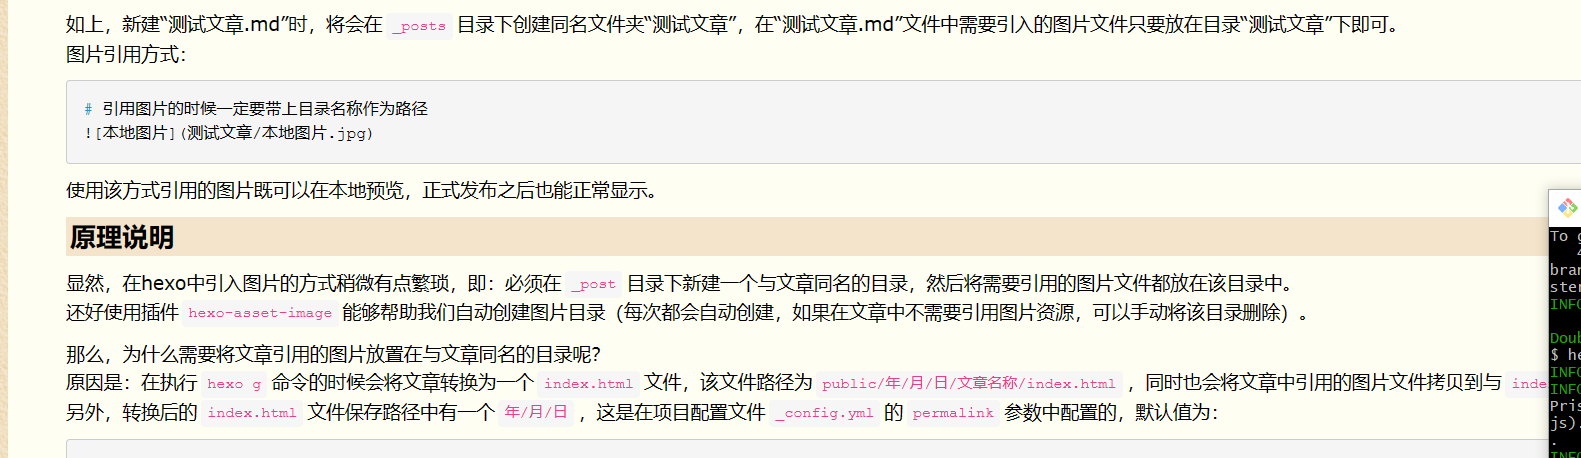 如上，新建“测试文章.md”时，将会在 _posts 目录下创建同名文件夹“测试文章”，在“测试文章.md”文件中需要引入的图片文件只要放在目录“测试文章”下即可。
图片引用方式：
# 引用图片的时候一定要带上目录名称作为路径
![本地图片](测试文章/本地图片.jpg)
使用该方式引用的图片既可以在本地预览，正式发布之后也能正常显示。
原理说明
显然，在hexo中引入图片的方式稍微有点繁琐，即：必须在 _post 目录下新建一个与文章同名的目录，然后将需要引用的图片文件都放在该目录中。
还好使用插件 hexo-asset-image 能够帮助我们自动创建图片目录（每次都会自动创建，如果在文章中不需要引用图片资源，可以手动将该目录删除）。
那么，为什么需要将文章引用的图片放置在与文章同名的目录呢？
原因是：在执行 hexo g 命令的时候会将文章转换为一个 index.html 文件，该文件路径为 public/年/月/日/文章名称/index.html ，同时也会将文章中引用的图片文件拷贝到与 inde
另外，转换后的 index.html 文件保存路径中有一个 年/月/日 ，这是在项目配置文件 _config.yml 的 permalink 参数中配置的，默认值为：
To g
bran
ster
INFO
Doub
$ he
INFO
INFO
Pris
js).
.
INFO